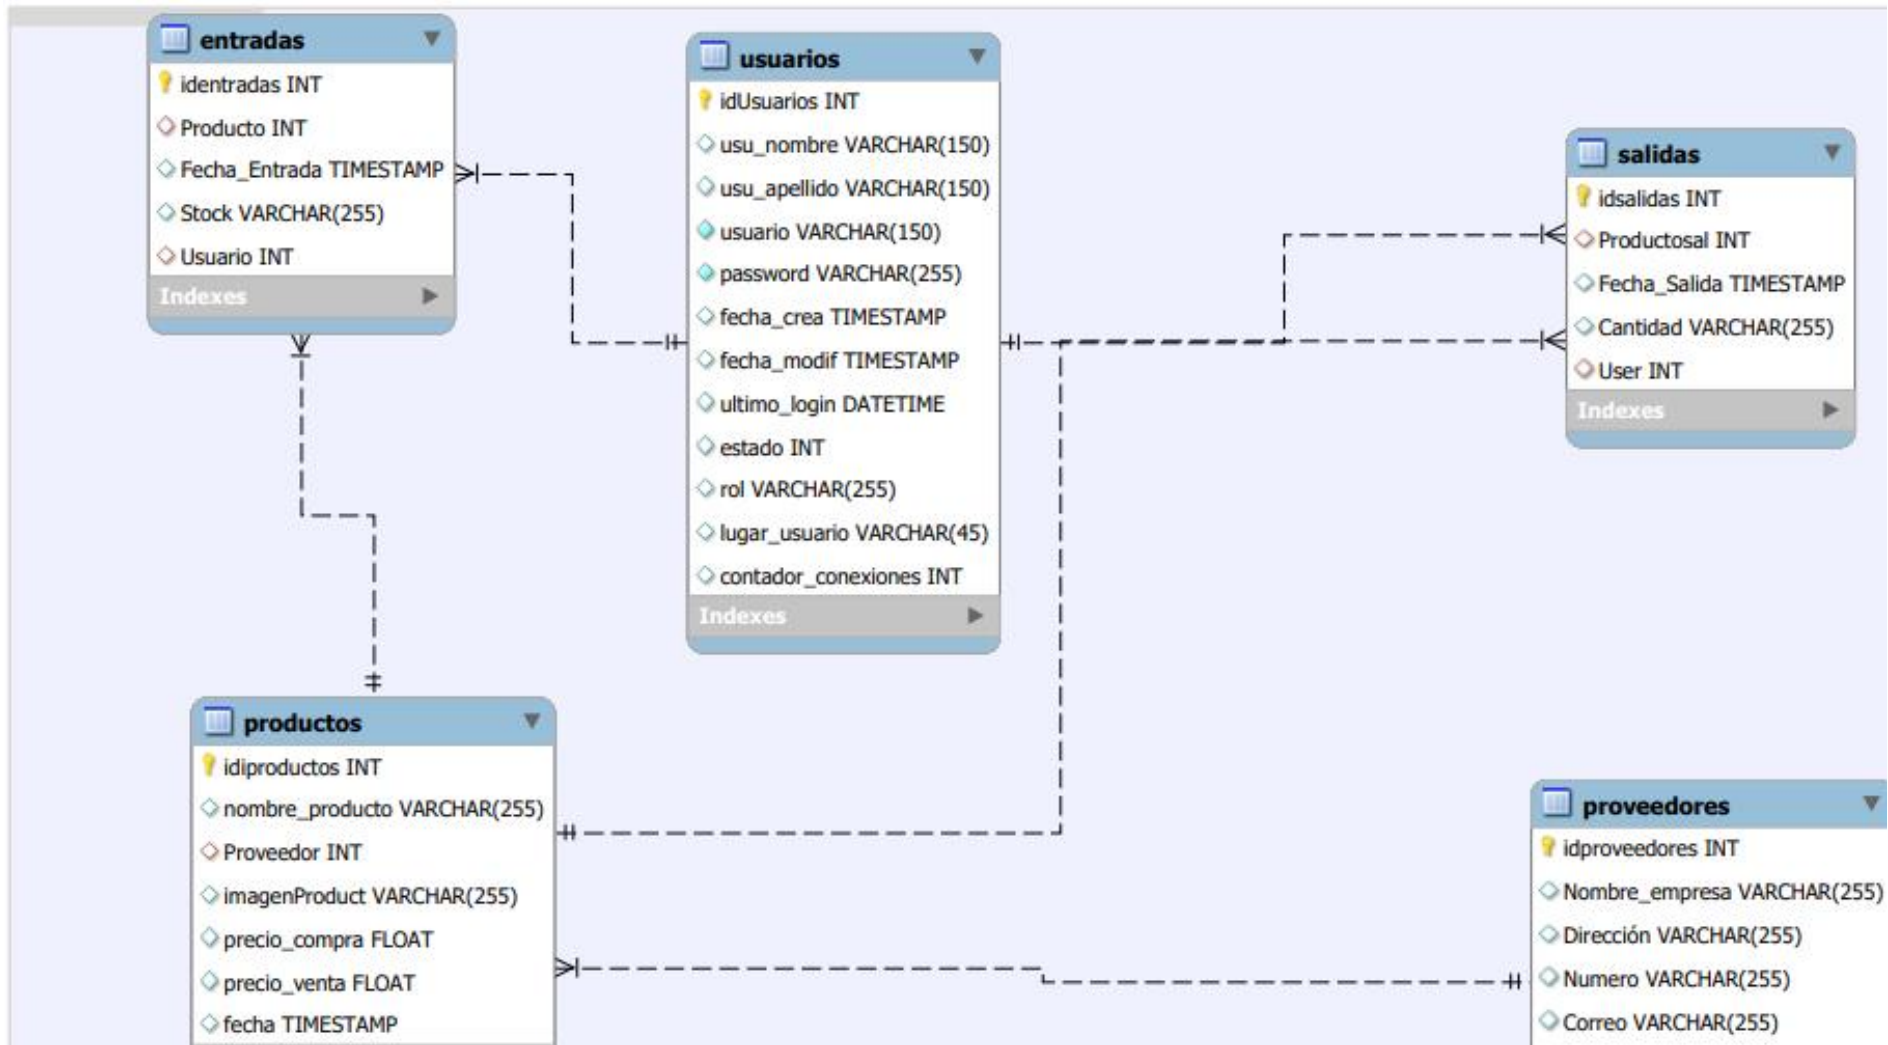 entradas
identradas INT
Producto INT
Fecha_Entrada TIMESTAMP
Stock VARCHAR(255)
Usuario INT
Indexes
usuarios
idUsuarios INT
usu_nombre VARCHAR(150)
usu_apellido VARCHAR(150)
usuario VARCHAR(150)
password VARCHAR(255)
fecha_crea TIMESTAMP
fecha_modif TIMESTAMP
ultimo_login DATETIME
estado INT
rol VARCHAR(255)
lugar_usuario VARCHAR(45)
contador_conexiones INT
Indexes
salidas
idsalidas INT
Productosal INT
Fecha_Salida TIMESTAMP
Cantidad VARCHAR(255)
User INT
Indexes
productos
idiproductos INT
nombre_producto VARCHAR(255)
Proveedor INT
imagenProduct VARCHAR(255)
precio_compra FLOAT
precio_venta FLOAT
fecha TIMESTAMP
proveedores
idproveedores INT
Nombre_empresa VARCHAR(255)
Dirección VARCHAR(255)
Numero VARCHAR(255)
Correo VARCHAR(255)